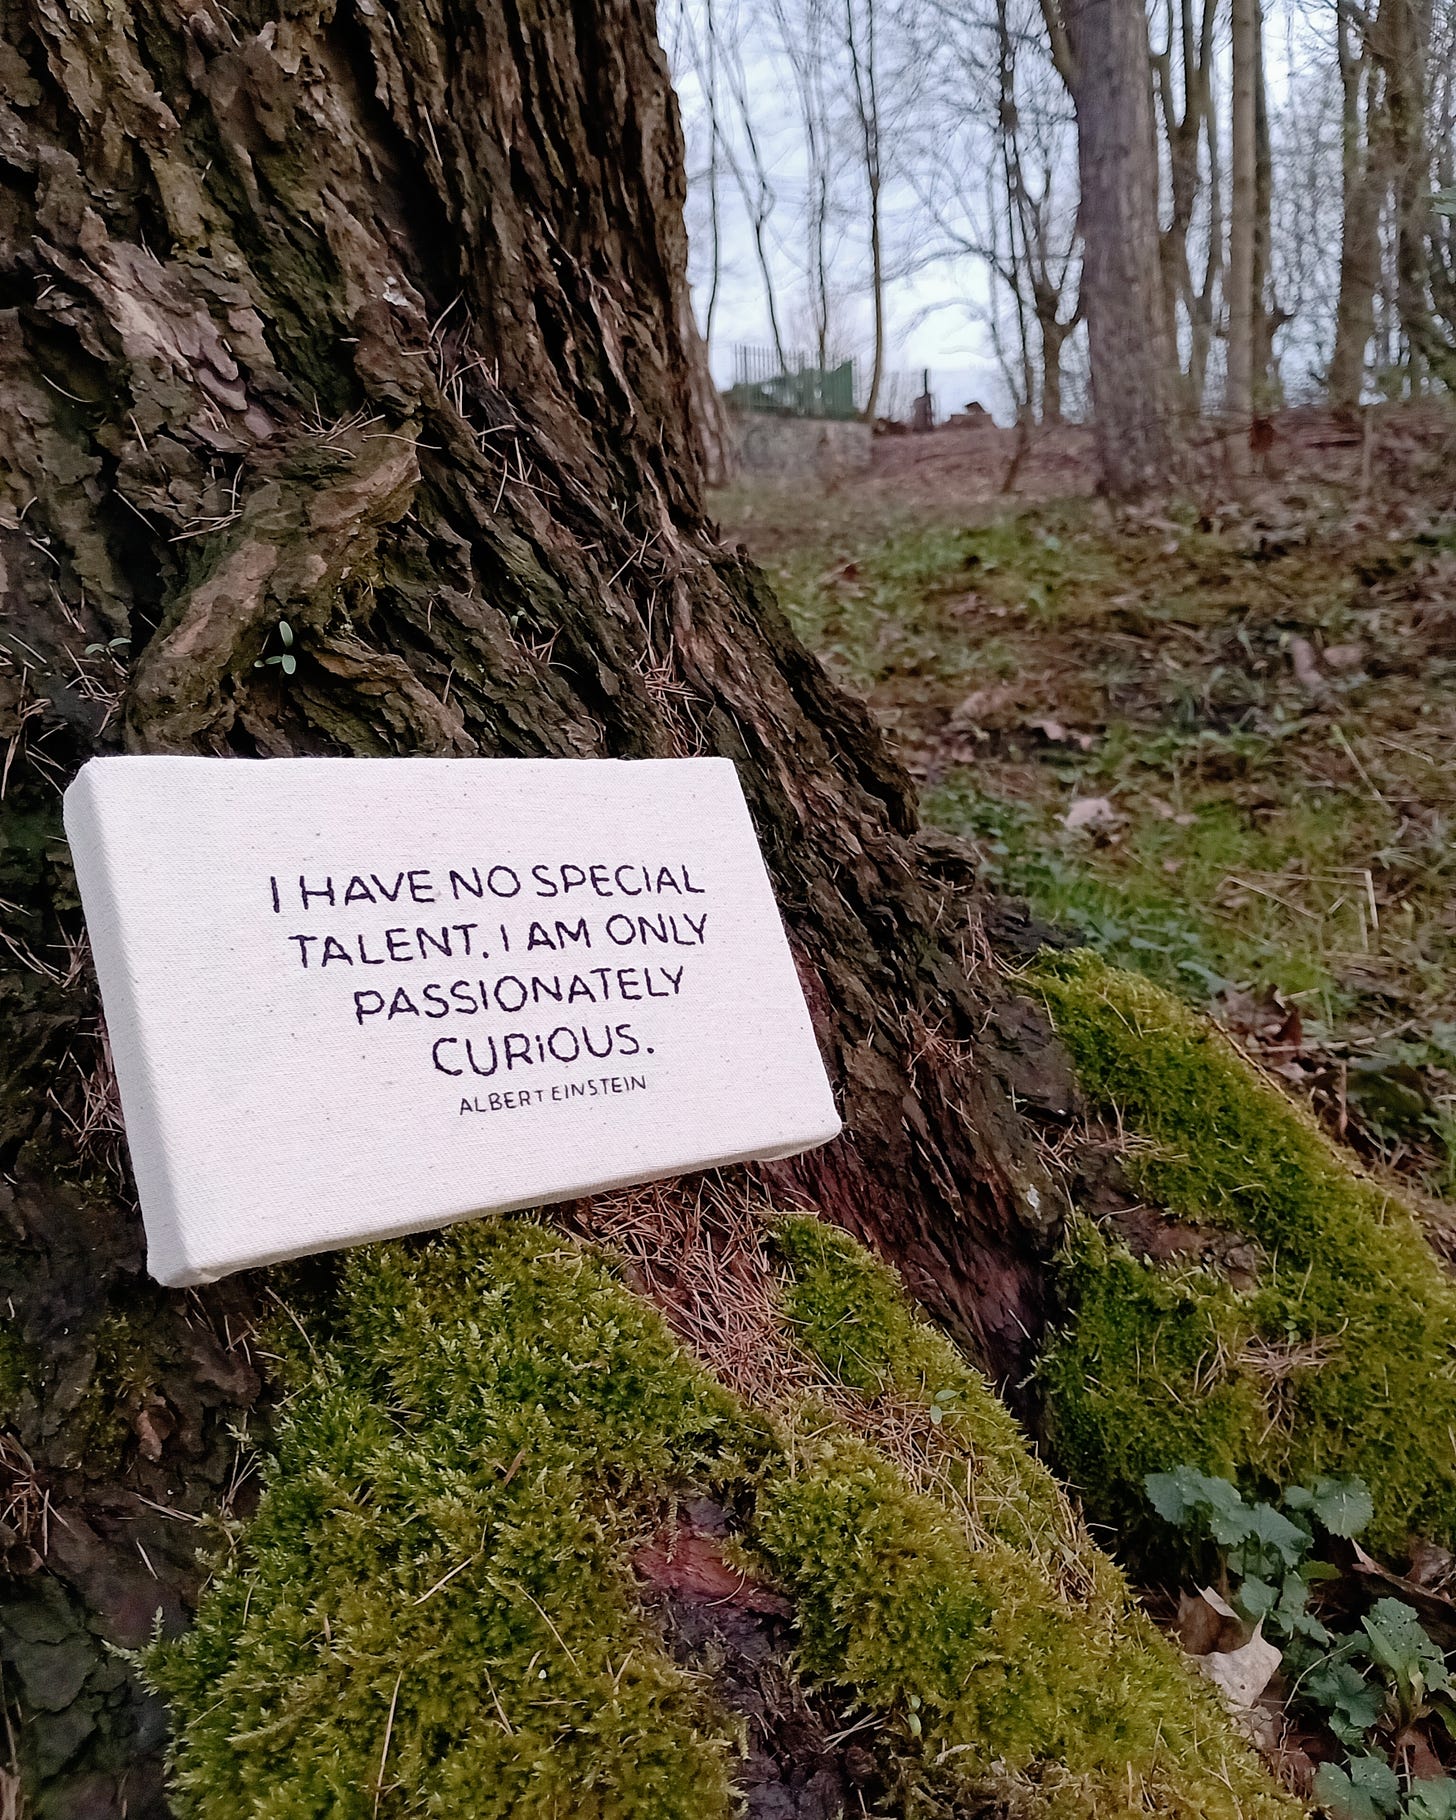 I HAVE NO SPECiAL
TALENT. I AM ONLY
PASSIONATELY
CURiOUS.
ALBERT EINSTEIN